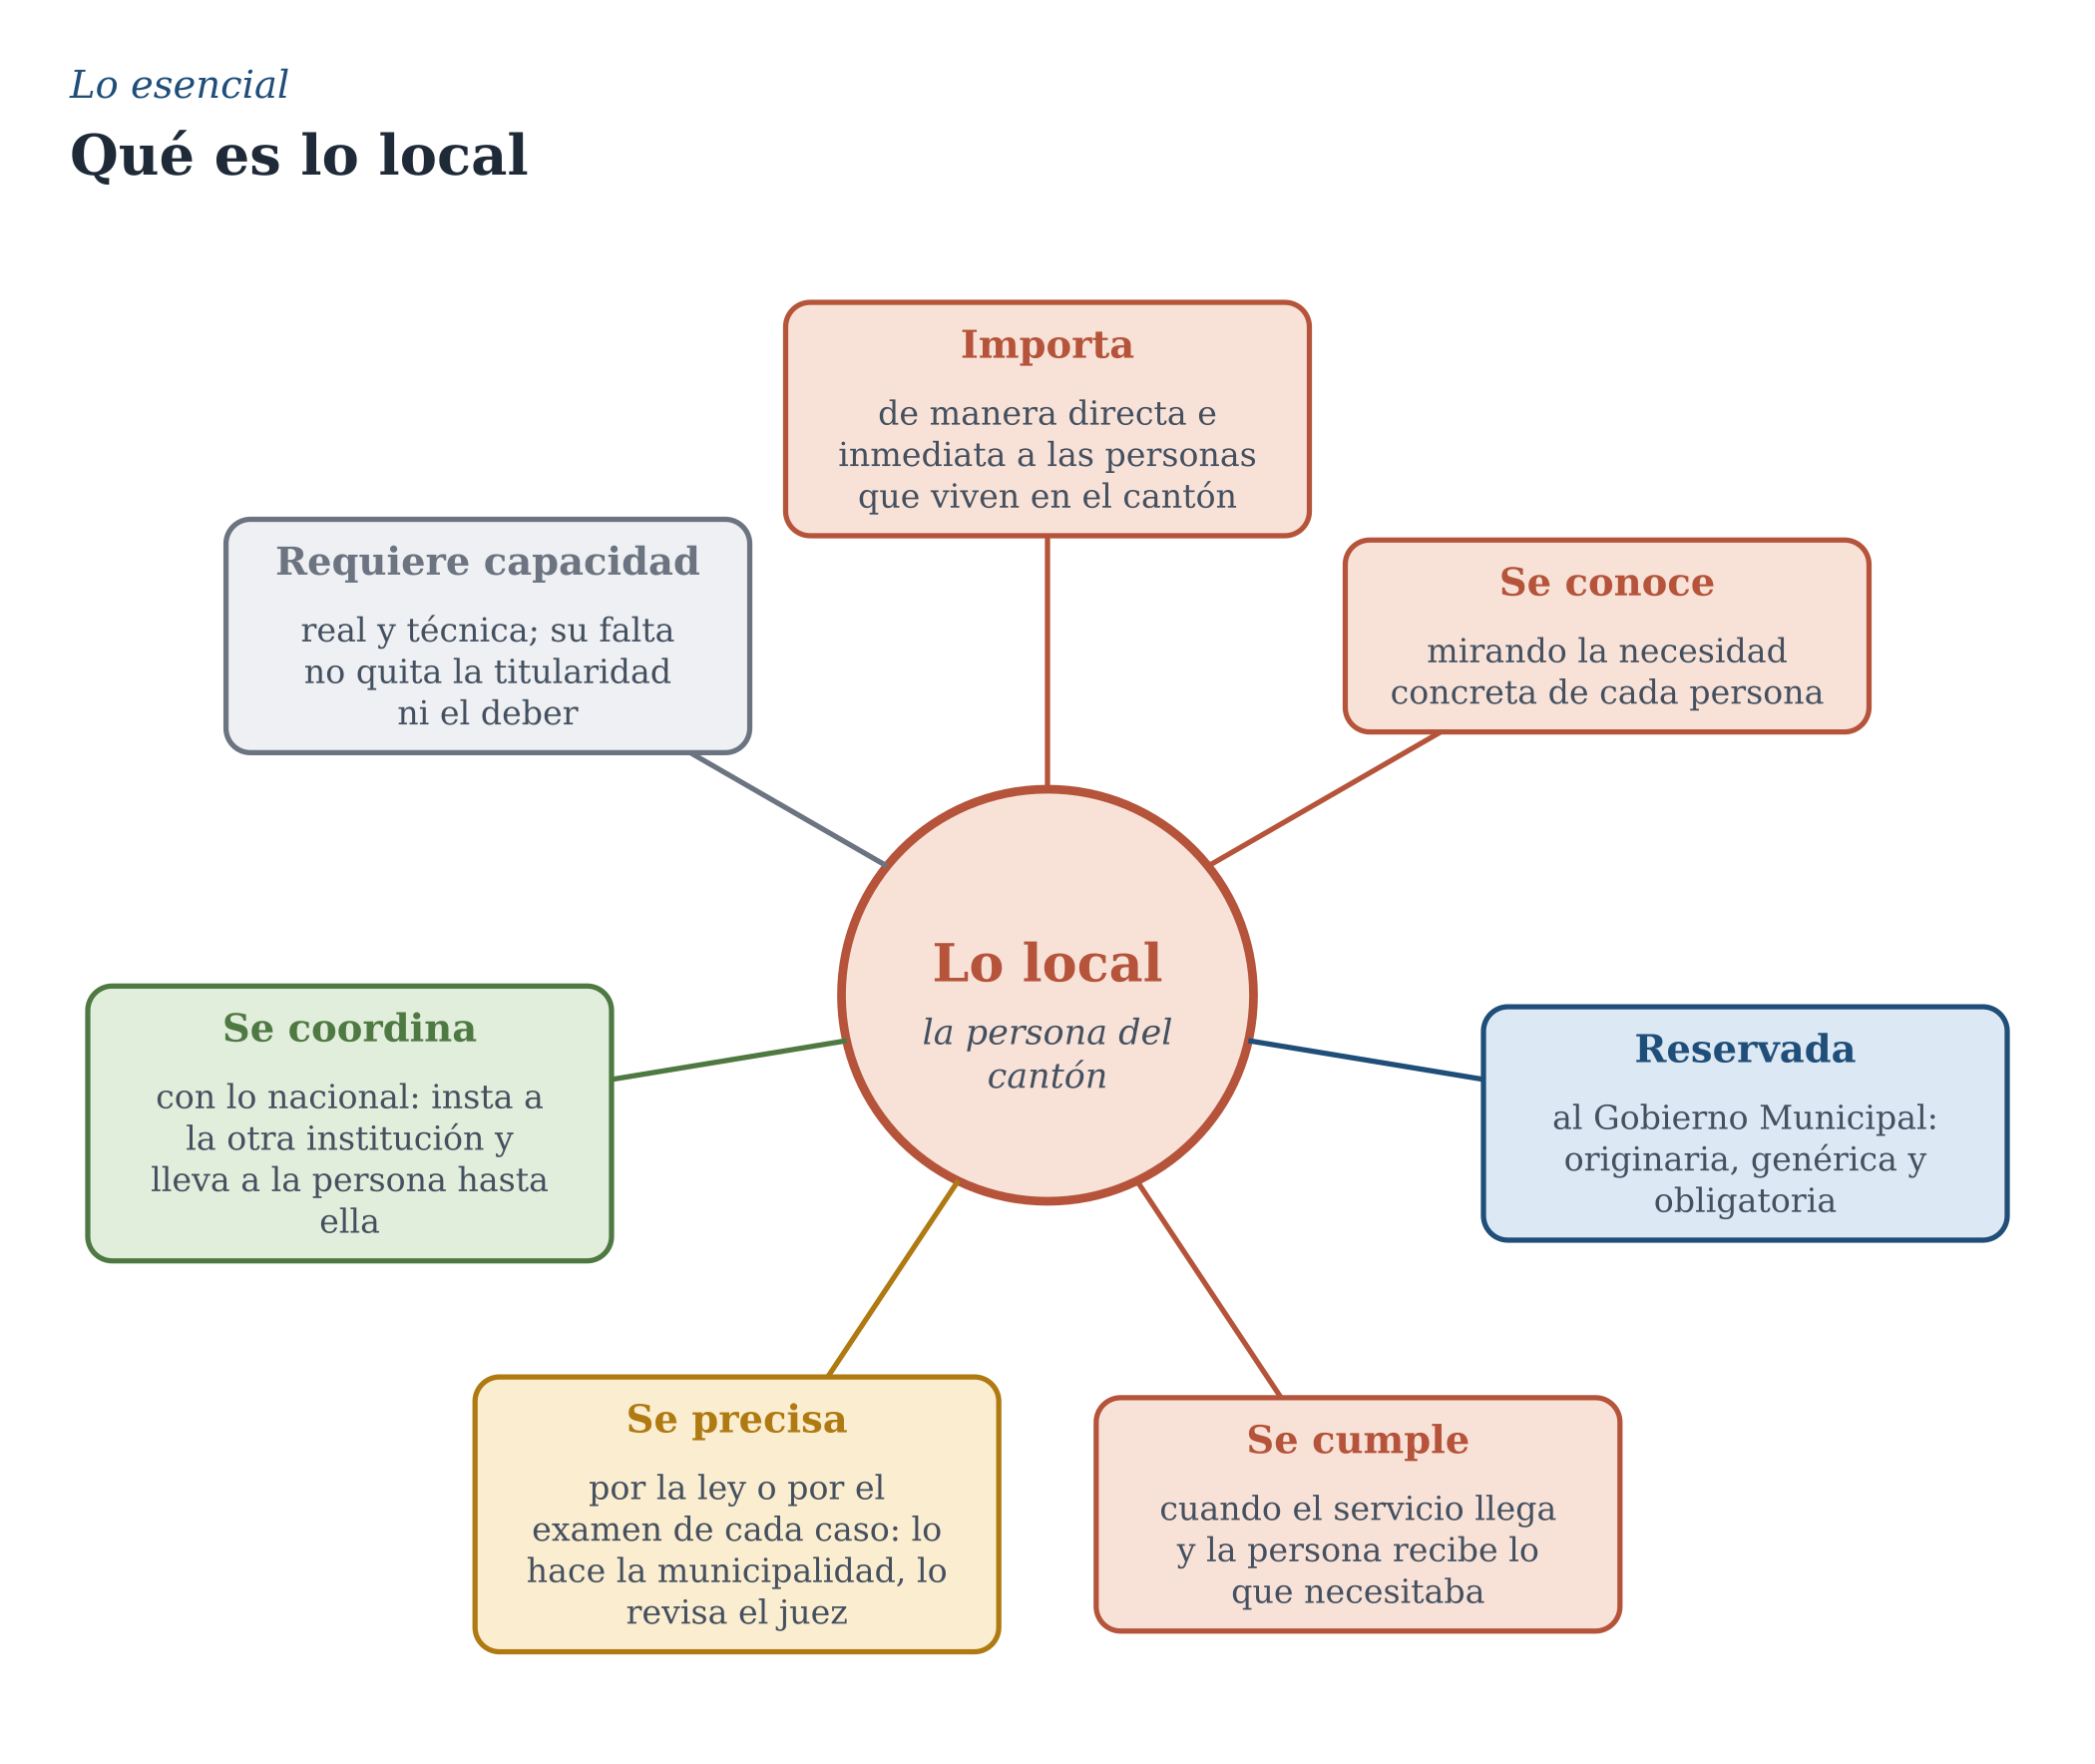 Lo esencial
Qué es lo local
Importa
de manera directa e
inmediata a las personas
que viven en el cantón
Requiere capacidad
real y técnica; su falta
no quita la titularidad
ni el deber
Se conoce
mirando la necesidad
concreta de cada persona
Lo local
la persona del
cantón
Se coordina
con lo nacional: insta a
la otra institución y
lleva a la persona hasta
ella
Reservada
al Gobierno Municipal:
originaria, genérica y
obligatoria
Se precisa
por la ley o por el
examen de cada caso: lo
hace la municipalidad, lo
revisa el juez
Se cumple
cuando el servicio llega
y la persona recibe lo
que necesitaba